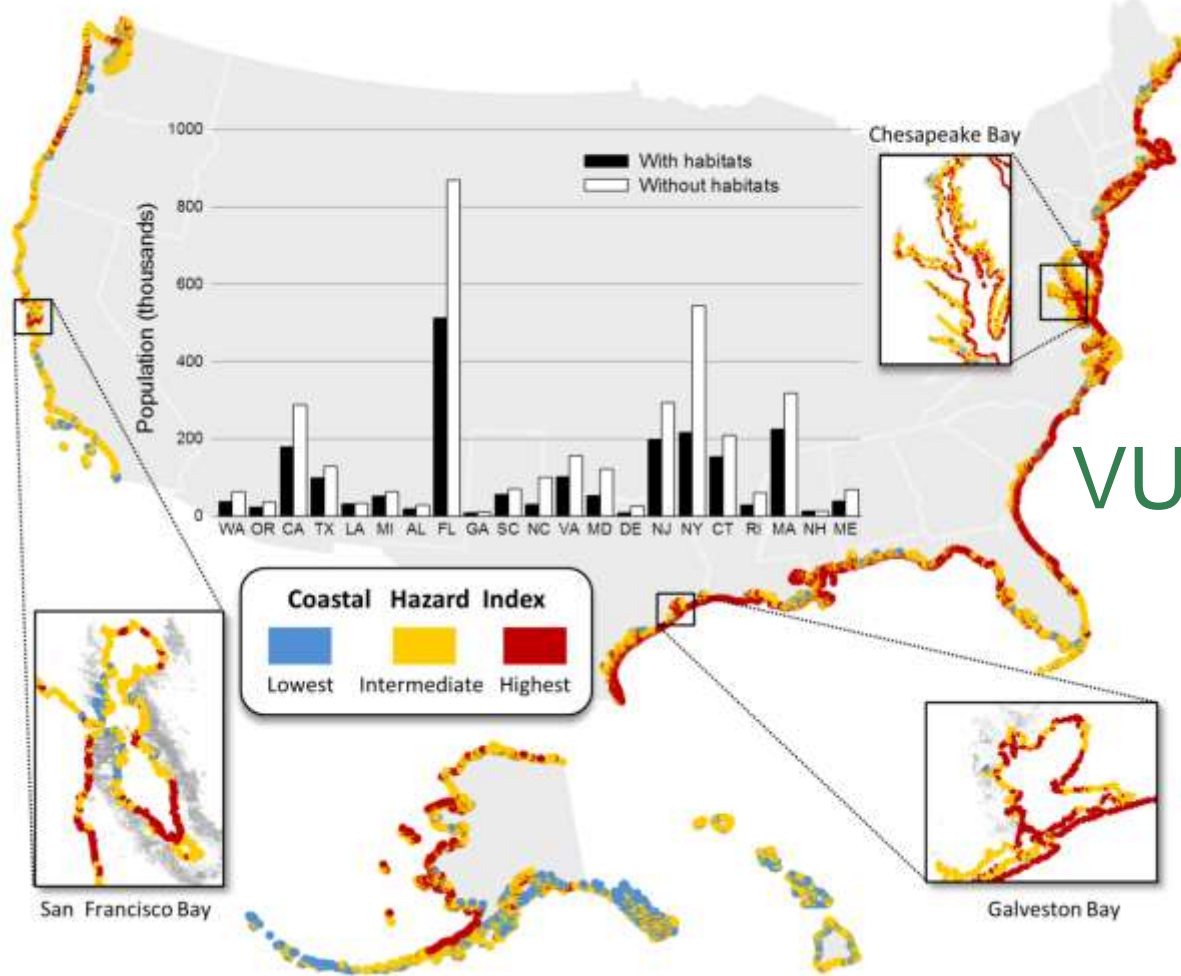 1000
Chesapeake Bay
With habitats
Without habitats
800
Population (thousands)
600
400
200
0
WA OR CA TX LA MI AL FL GA SC NC VA MD DE NJ NY CT RI MA NH ME
VU
Coastal Hazard Index
Lowest Intermediate Highest
San Francisco Bay
Galveston Bay